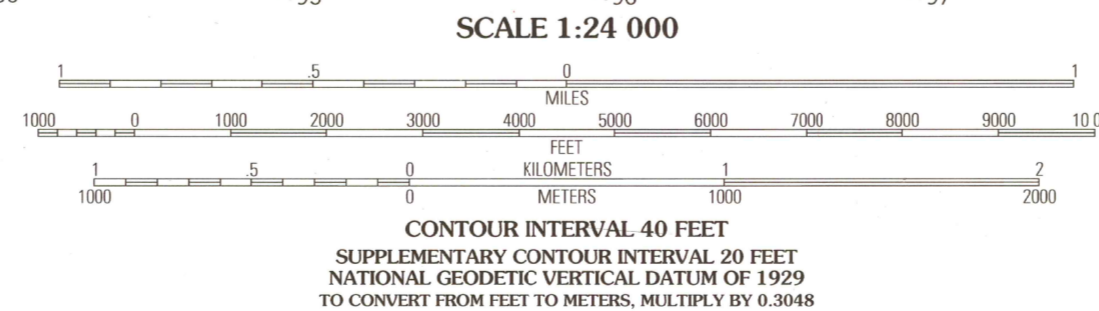 SCALE 1:24 000
1 .5 0 1
MILES
1000 0 1000 2000 3000 4000 5000 6000 7000 8000 9000
FEET
1 .5 0 KILOMETERS 1 2
1000 0 METERS 1000 2000
CONTOUR INTERVAL 40 FEET
SUPPLEMENTARY CONTOUR INTERVAL 20 FEET
NATIONAL GEODETIC VERTICAL DATUM OF 1929
TO CONVERT FROM FEET TO METERS, MULTIPLY BY 0.3048